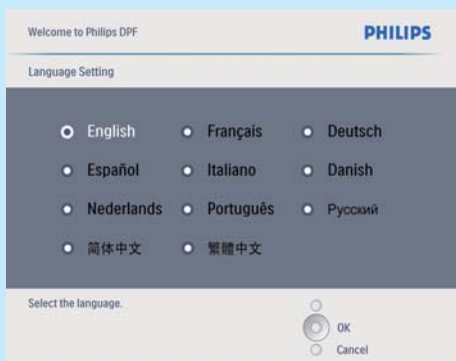 Welcome to Philips DPF PHILIPS
Language Setting
English Français Deutsch
Español Italiano Danish
Nederlands Português Русский
简体中文 繁體中文
Select the language.
OK
Cancel